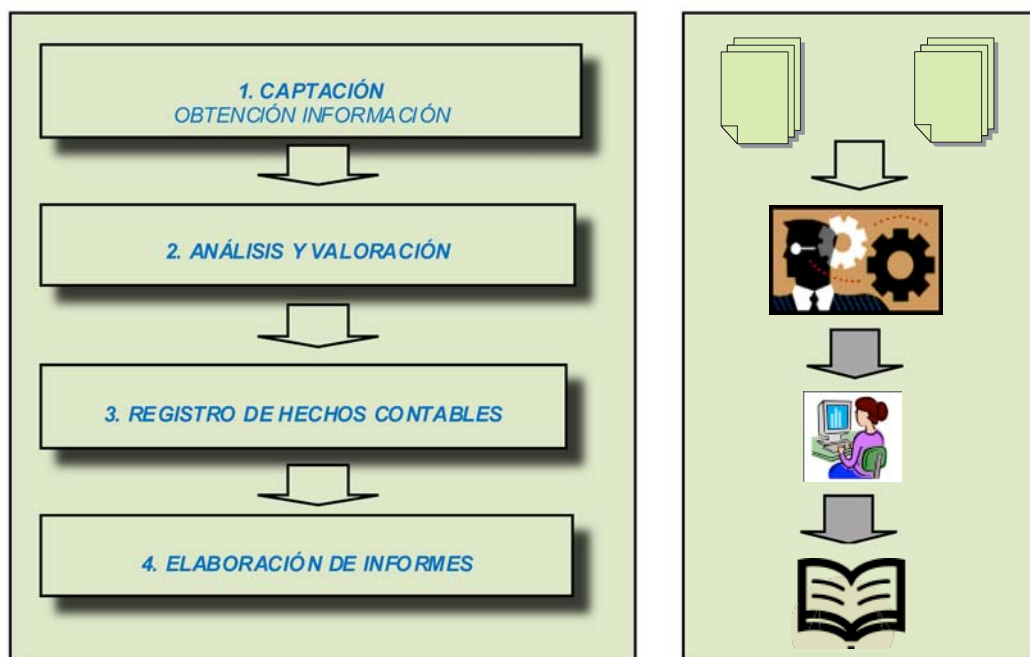 1. CAPTACIÓN
OBTENCIÓN INFORMACIÓN
2. ANÁLISIS Y VALORACIÓN
3. REGISTRO DE HECHOS CONTABLES
4. ELABORACIÓN DE INFORMES